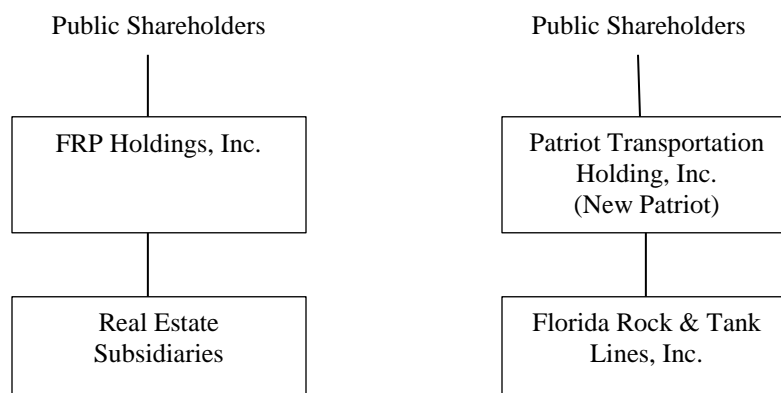 Public Shareholders
FRP Holdings, Inc.
Real Estate
Subsidiaries
Public Shareholders
Patriot Transportation
Holding, Inc.
(New Patriot)
Florida Rock & Tank
Lines, Inc.